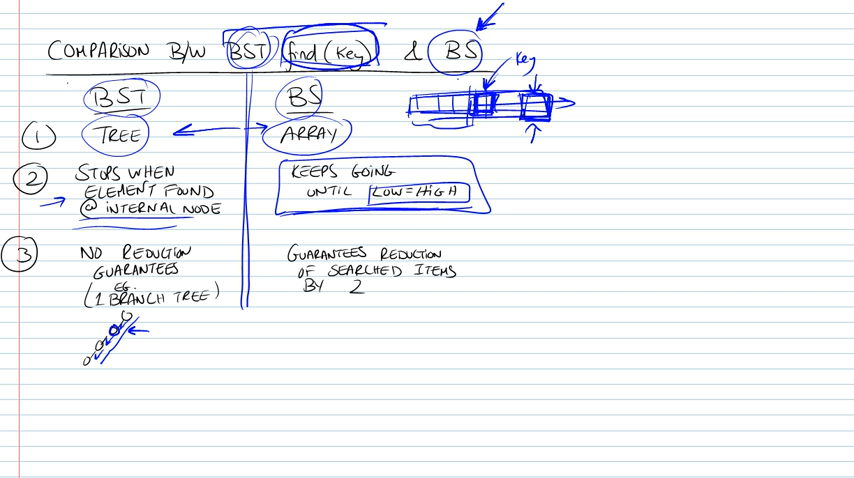 COMPARISON B/W BST find(key) & BS
key
BST BS
① TREE ARRAY
② STOPS WHEN
ELEMENT FOUND
@ INTERNAL NODE
KEEPS GOING
UNTIL LOW=HIGH
③ NO REDUCTION
GUARANTEES
EG.
(1 BRANCH TREE)
GUARANTEES REDUCTION
OF SEARCHED ITEMS
BY 2